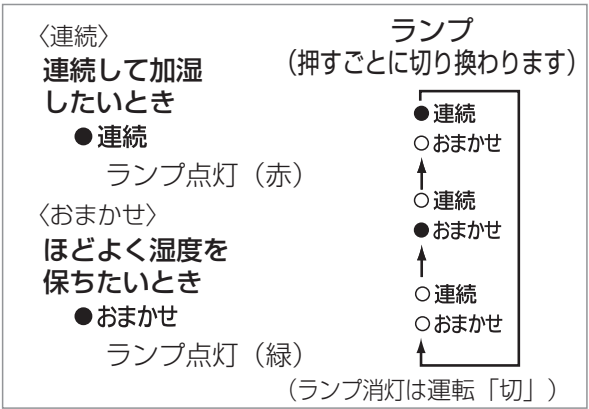 〈連続〉
連続して加湿
したいとき
●連続
ランプ点灯（赤）
〈おまかせ〉
ほどよく湿度を
保ちたいとき
●おまかせ
ランプ点灯（緑）
ランプ
（押すごとに切り換わります）
●連続
○おまかせ
○連続
●おまかせ
○連続
○おまかせ
（ランプ消灯は運転「切」）